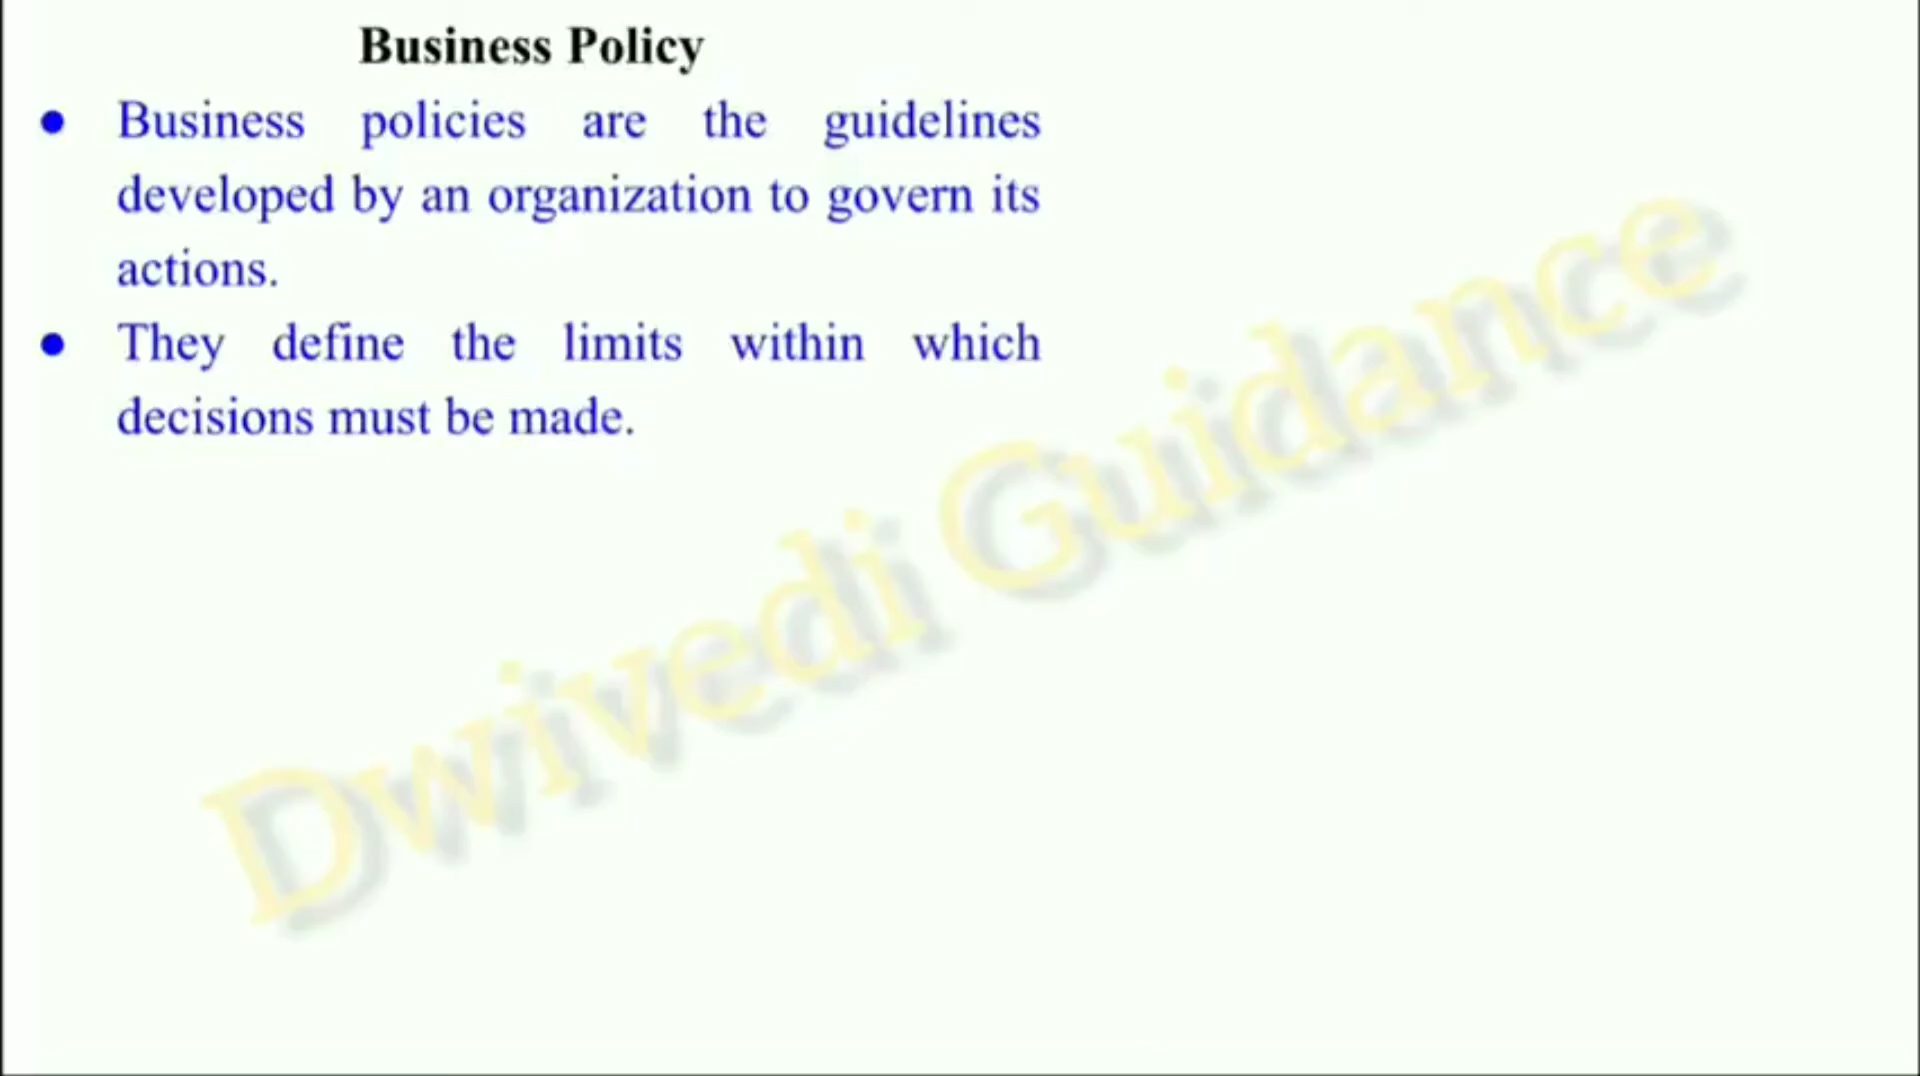 Business Policy
● Business policies are the guidelines
developed by an organization to govern its
actions.
● They define the limits within which
decisions must be made.
Dwivedi Guidance